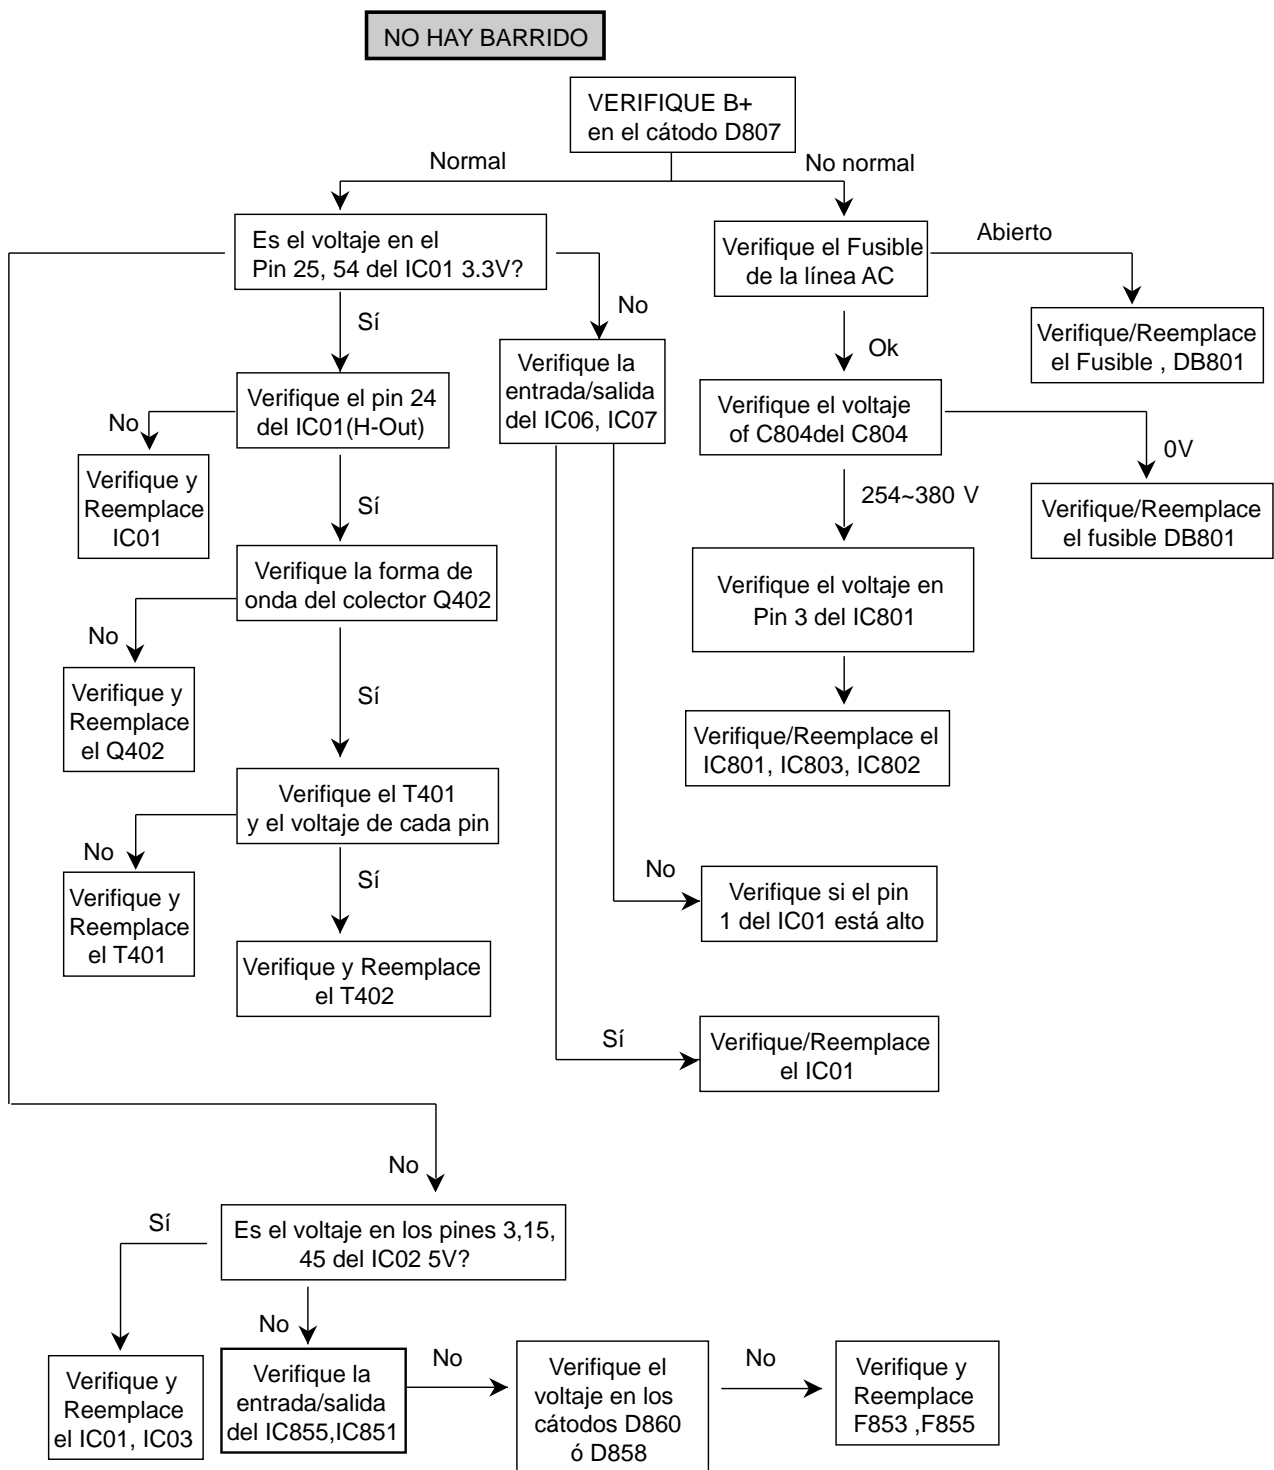 NO HAY BARRIDO
VERIFIQUE B+
en el cátodo D807
Normal
No normal
Es el voltaje en el
Pin 25, 54 del IC01 3.3V?
Verifique el Fusible
de la línea AC
Abierto
No
Sí
Ok
Verifique/Reemplace
el Fusible , DB801
Verifique la
entrada/salida
del IC06, IC07
Verifique el pin 24
del IC01(H-Out)
No
Verifique el voltaje
of C804del C804
0V
Verifique y
Reemplace
IC01
Sí
254~380 V
Verifique/Reemplace
el fusible DB801
Verifique la forma de
onda del colector Q402
Verifique el voltaje en
Pin 3 del IC801
No
Verifique y
Reemplace
el Q402
Sí
Verifique/Reemplace el
IC801, IC803, IC802
Verifique el T401
y el voltaje de cada pin
No
Sí
No
Verifique si el pin
1 del IC01 está alto
Verifique y
Reemplace
el T401
Verifique y Reemplace
el T402
Sí
Verifique/Reemplace
el IC01
No
Sí
Es el voltaje en los pines 3,15,
45 del IC02 5V?
No
Verifique y
Reemplace
el IC01, IC03
Verifique la
entrada/salida
del IC855,IC851
No
Verifique el
voltaje en los
cátodos D860
ó D858
No
Verifique y
Reemplace
F853 ,F855